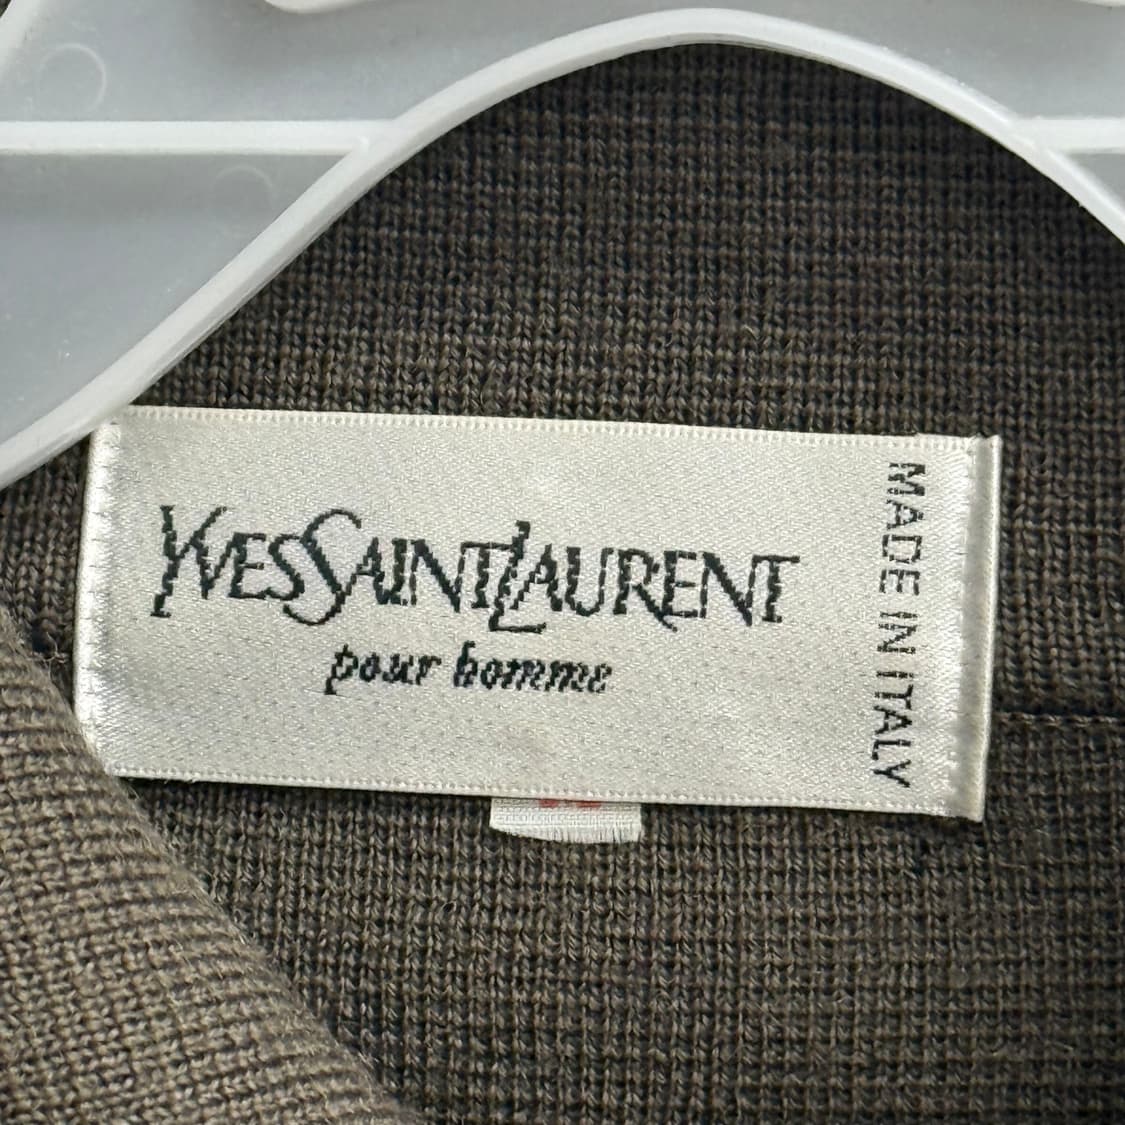 YVES SAINT LAURENT
pour homme
MADE IN ITALY